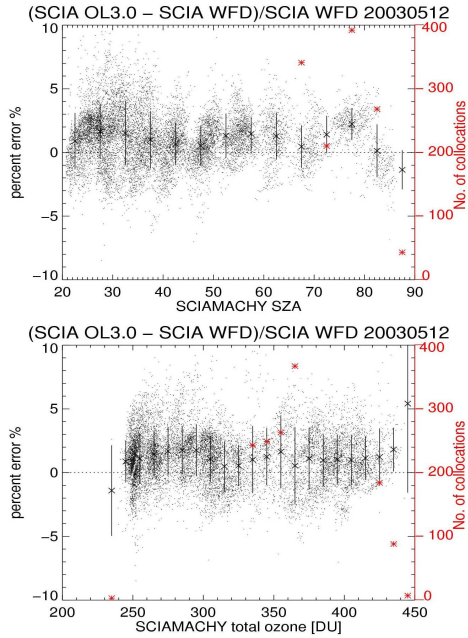 (SCIA OL3.0 – SCIA WFD)/SCIA WFD 20030512
10
5
0
−5
−10
percent error %
400
300
200
100
0
No. of collocations
20 30 40 50 60 70 80 90
SCIAMACHY SZA
(SCIA OL3.0 – SCIA WFD)/SCIA WFD 20030512
10
5
0
−5
−10
percent error %
400
300
200
100
0
No. of collocations
200 250 300 350 400 450
SCIAMACHY total ozone [DU]